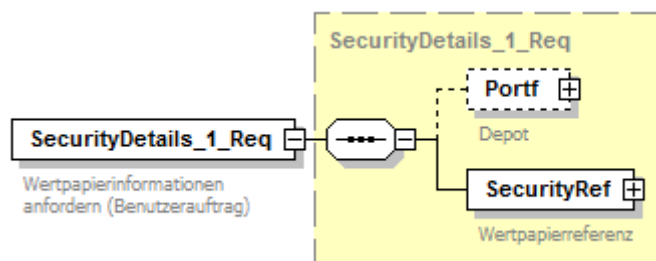 SecurityDetails_1_Req
Portf
Depot
SecurityDetails_1_Req
Wertpapierinformationen
anfordern (Benutzerauftrag)
SecurityRef
Wertpapierreferenz